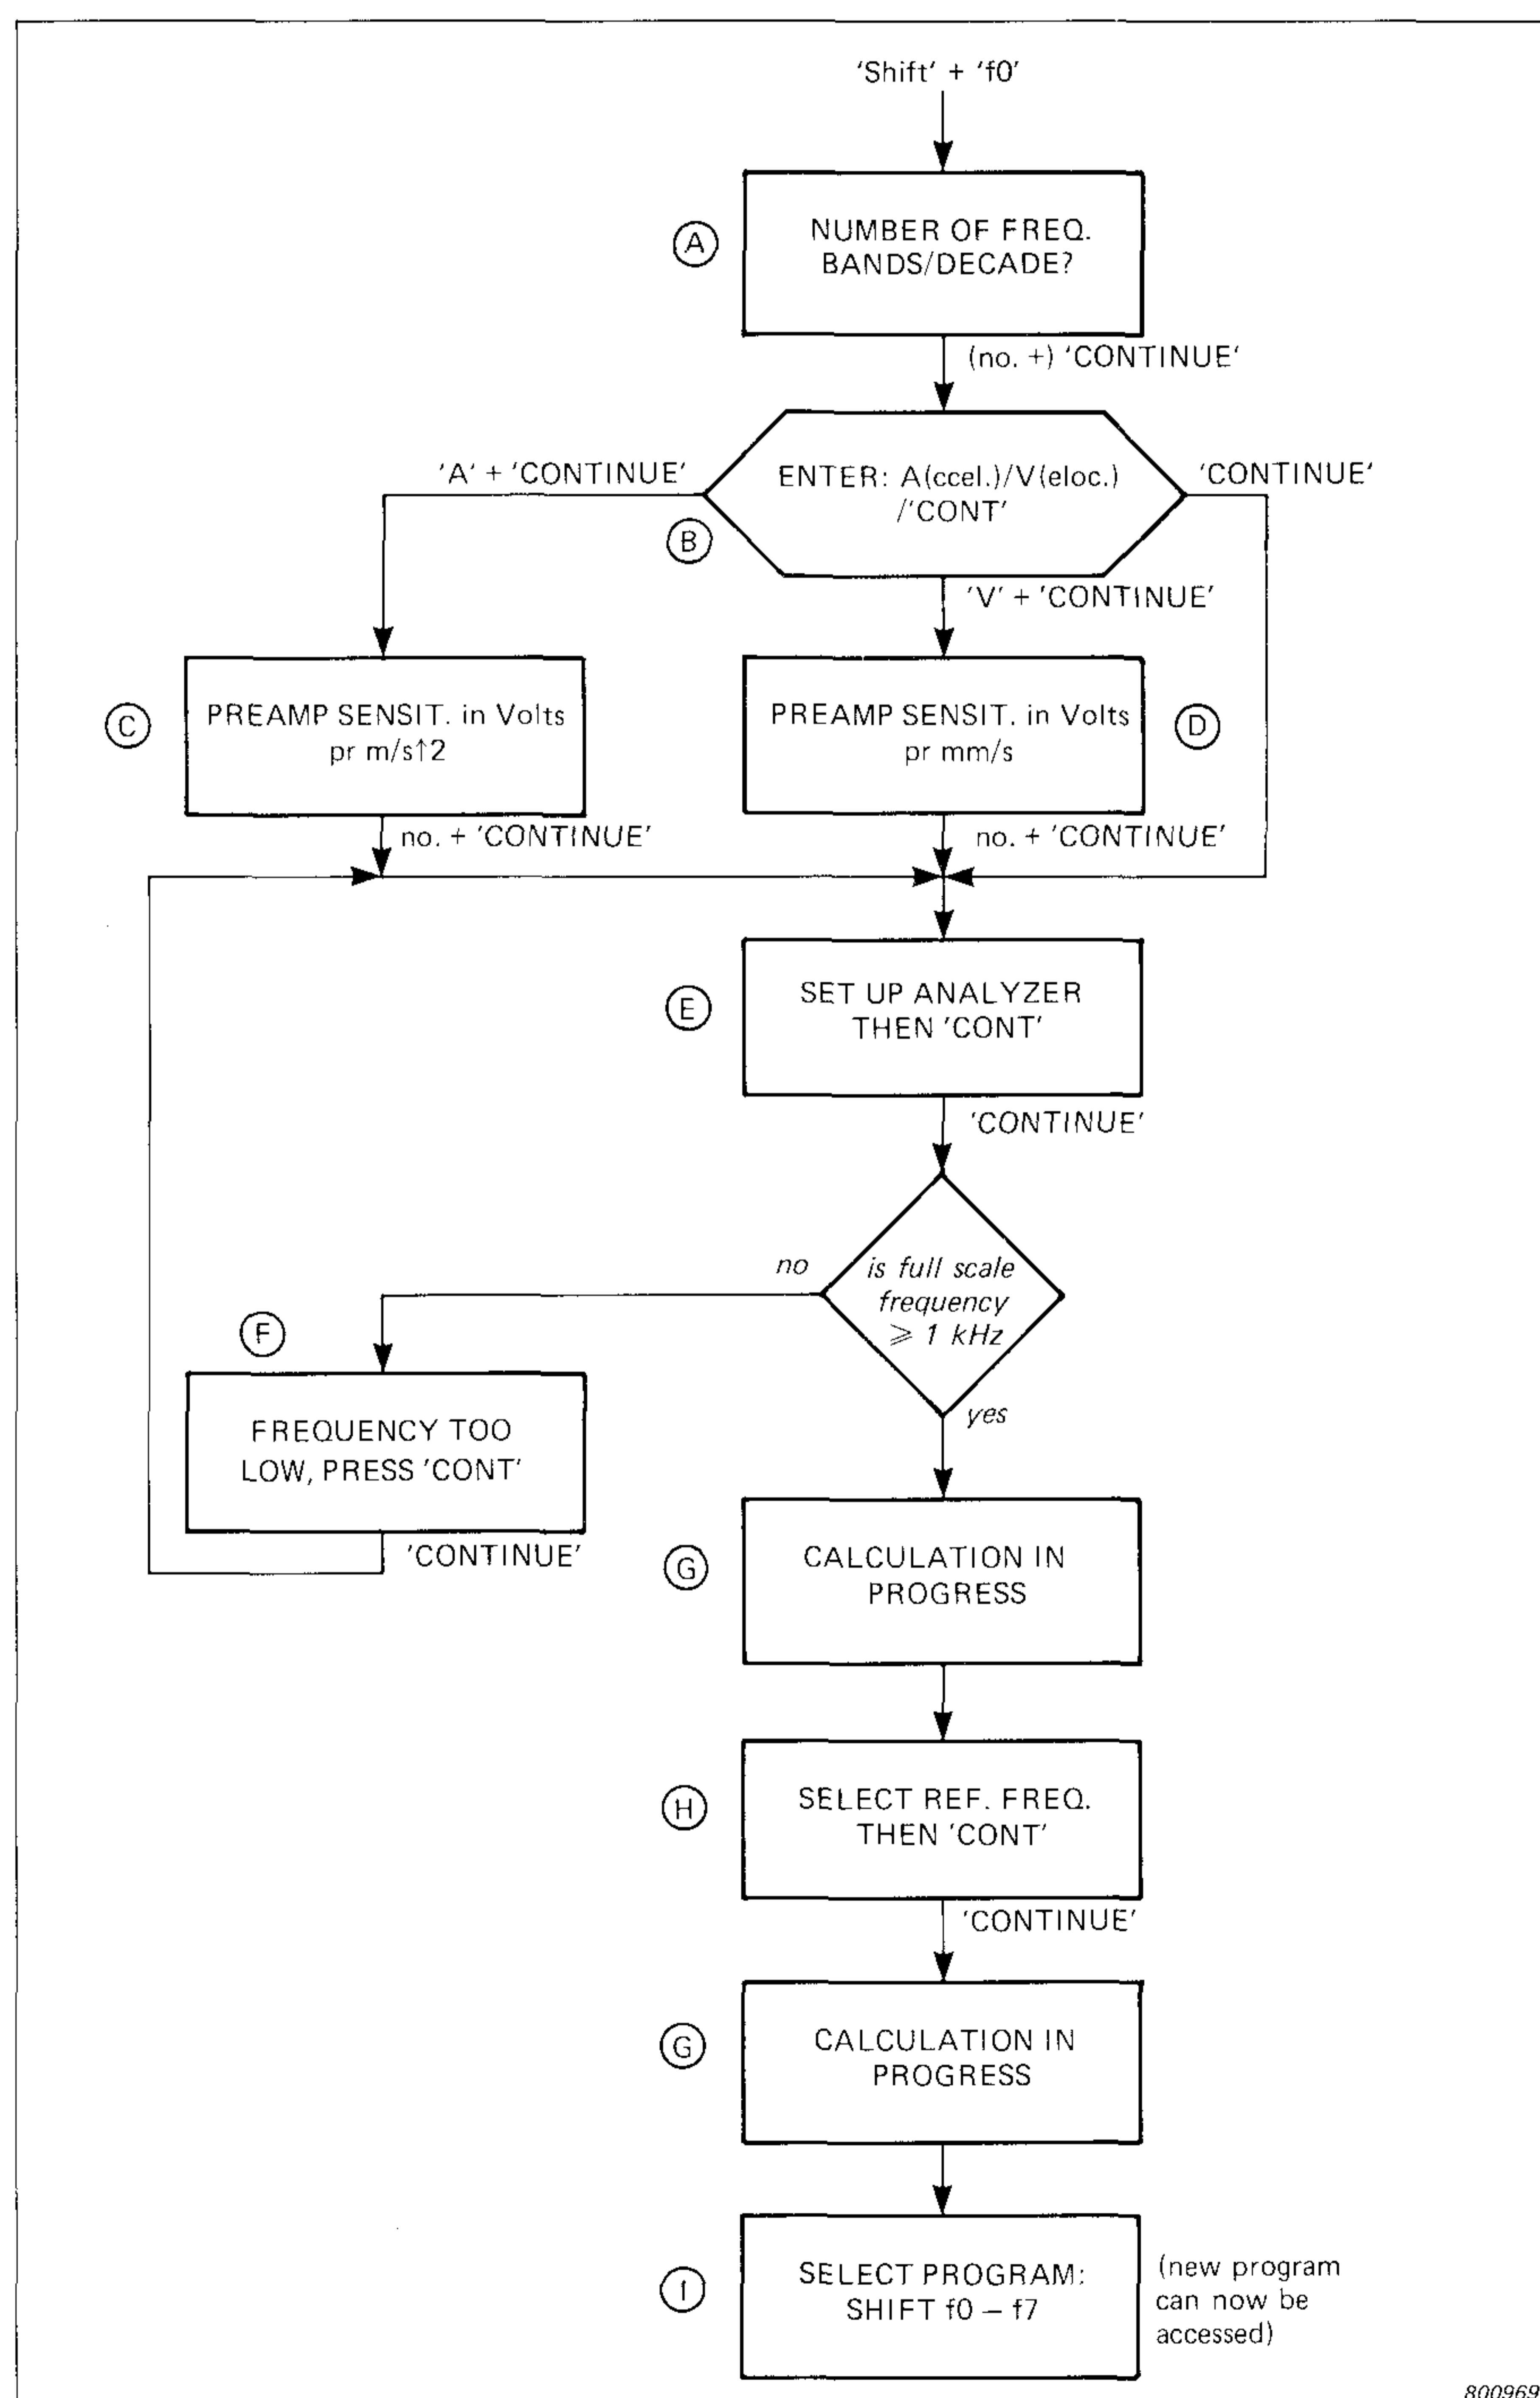 'Shift' + 'f0'
A
NUMBER OF FREQ.
BANDS/DECADE?
(no. +) 'CONTINUE'
'A' + 'CONTINUE'
ENTER: A(ccel.)/V(eloc.)
/'CONT'
'CONTINUE'
B
'V' + 'CONTINUE'
C
PREAMP SENSIT. in Volts
pr m/s↑2
PREAMP SENSIT. in Volts
pr mm/s
D
no. + 'CONTINUE'
no. + 'CONTINUE'
E
SET UP ANALYZER
THEN 'CONT'
'CONTINUE'
no
is full scale
frequency
⩾ 1 kHz
yes
F
FREQUENCY TOO
LOW, PRESS 'CONT'
'CONTINUE'
G
CALCULATION IN
PROGRESS
H
SELECT REF. FREQ.
THEN 'CONT'
'CONTINUE'
G
CALCULATION IN
PROGRESS
I
SELECT PROGRAM:
SHIFT f0 – f7
(new program
can now be
accessed)
800969